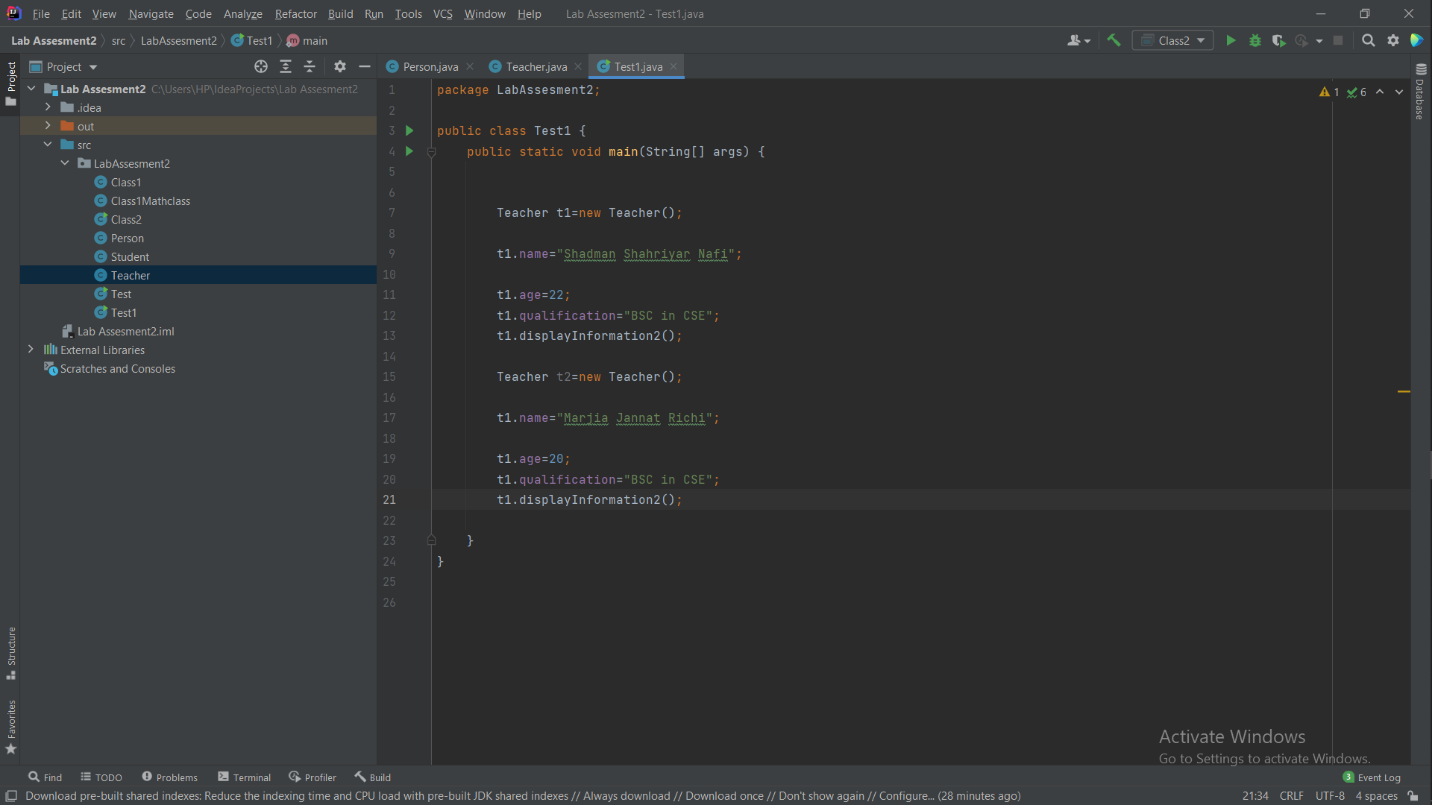 File Edit View Navigate Code Analyze Refactor Build Run Tools VCS Window Help Lab Assesment2 - Test1.java
Lab Assesment2 src LabAssesment2 Test1 main Class2
Project
Project
Person.java Teacher.java Test1.java
Lab Assesment2 C:\Users\HP\IdeaProjects\Lab Assesment2
.idea
out
src
LabAssesment2
Class1
Class1Mathclass
Class2
Person
Student
Teacher
Test
Test1
Lab Assesment2.iml
External Libraries
Scratches and Consoles
Structure
Favorites
1 package LabAssesment2;
2
3 public class Test1 {
4 public static void main(String[] args) {
5
6
7 Teacher t1=new Teacher();
8
9 t1.name="Shadman Shahriyar Nafi";
10
11 t1.age=22;
12 t1.qualification="BSC in CSE";
13 t1.displayInformation2();
14
15 Teacher t2=new Teacher();
16
17 t1.name="Marjia Jannat Richi";
18
19 t1.age=20;
20 t1.qualification="BSC in CSE";
21 t1.displayInformation2();
22
23 }
24 }
25
26
1 6
Database
Activate Windows
Go to Settings to activate Windows.
Find TODO Problems Terminal Profiler Build 3 Event Log
Download pre-built shared indexes: Reduce the indexing time and CPU load with pre-built JDK shared indexes // Always download // Download once // Don't show again // Configure... (28 minutes ago) 21:34 CRLF UTF-8 4 spaces